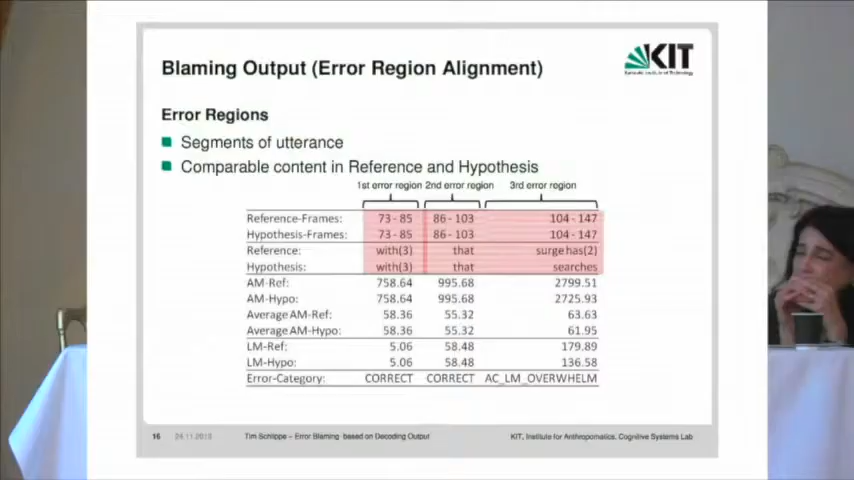 Blaming Output (Error Region Alignment)
KIT
Karlsruhe Institute of Technology
Error Regions
Segments of utterance
Comparable content in Reference and Hypothesis
1st error region 2nd error region 3rd error region
Reference-Frames: 73 - 85 86 - 103 104 - 147
Hypothesis-Frames: 73 - 85 86 - 103 104 - 147
Reference: with(3) that surge has(2)
Hypothesis: with(3) that searches
AM-Ref: 758.64 995.68 2799.51
AM-Hypo: 758.64 995.68 2725.93
Average AM-Ref: 58.36 55.32 63.63
Average AM-Hypo: 58.36 55.32 61.95
LM-Ref: 5.06 58.48 179.89
LM-Hypo: 5.06 58.48 136.58
Error-Category: CORRECT CORRECT AC_LM_OVERWHELM
16 Tim Schlippe – Error Blaming based on Decoding Output KIT, Institute for Anthropomatics, Cognitive Systems Lab